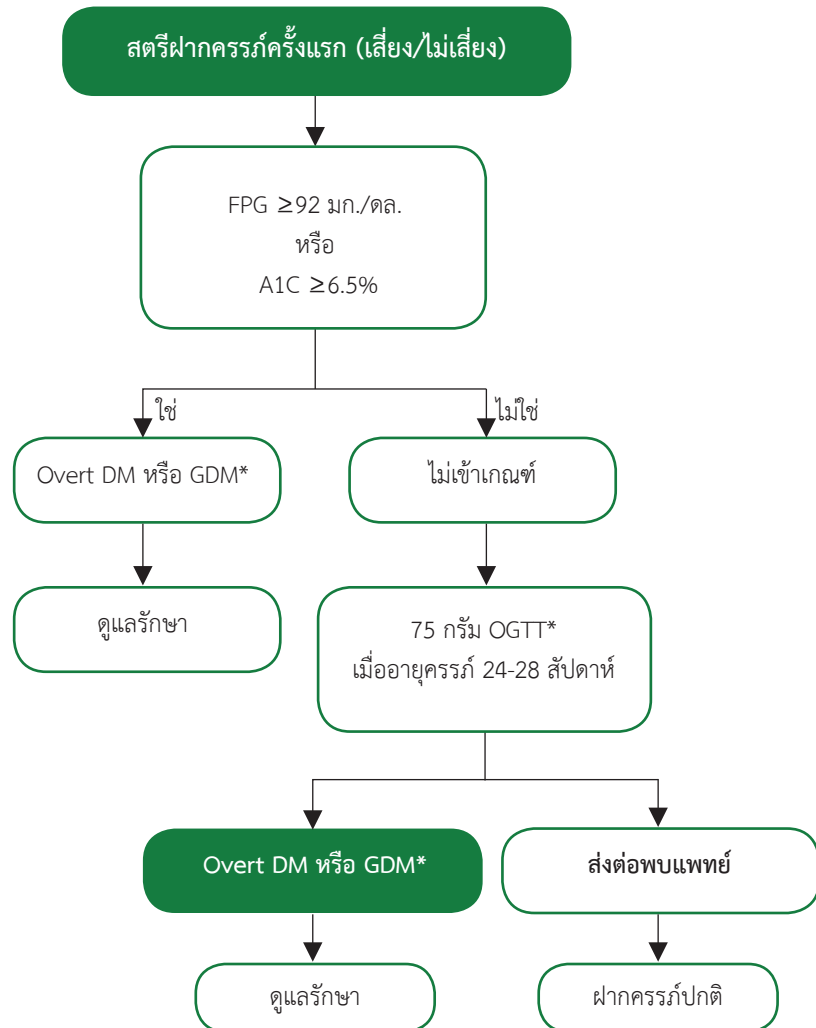 สตรีฝากครรภ์ครั้งแรก (เสี่ยง/ไม่เสี่ยง)
FPG ≥92 มก./ดล.
หรือ
A1C ≥6.5%
ใช่
ไม่ใช่
Overt DM หรือ GDM*
ไม่เข้าเกณฑ์
ดูแลรักษา
75 กรัม OGTT*
เมื่ออายุครรภ์ 24-28 สัปดาห์
Overt DM หรือ GDM*
ส่งต่อพบแพทย์
ดูแลรักษา
ฝากครรภ์ปกติ